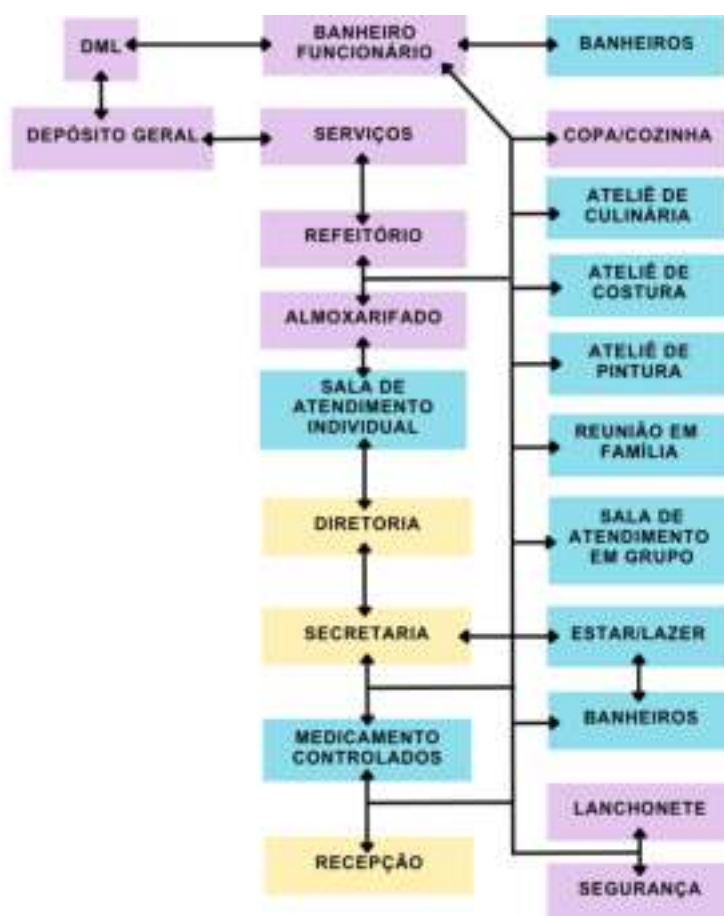 DML
BANHEIRO
FUNCIONÁRIO
BANHEIROS
DEPÓSITO GERAL
SERVIÇOS
COPA/COZINHA
ATELIÊ DE
CULINÁRIA
REFEITÓRIO
ATELIÊ DE
COSTURA
ALMOXARIFADO
ATELIÊ DE
PINTURA
SALA DE
ATENDIMENTO
INDIVIDUAL
REUNIÃO EM
FAMÍLIA
DIRETORIA
SALA DE
ATENDIMENTO
EM GRUPO
SECRETARIA
ESTAR/LAZER
MEDICAMENTO
CONTROLADOS
BANHEIROS
LANCHONETE
RECEPÇÃO
SEGURANÇA